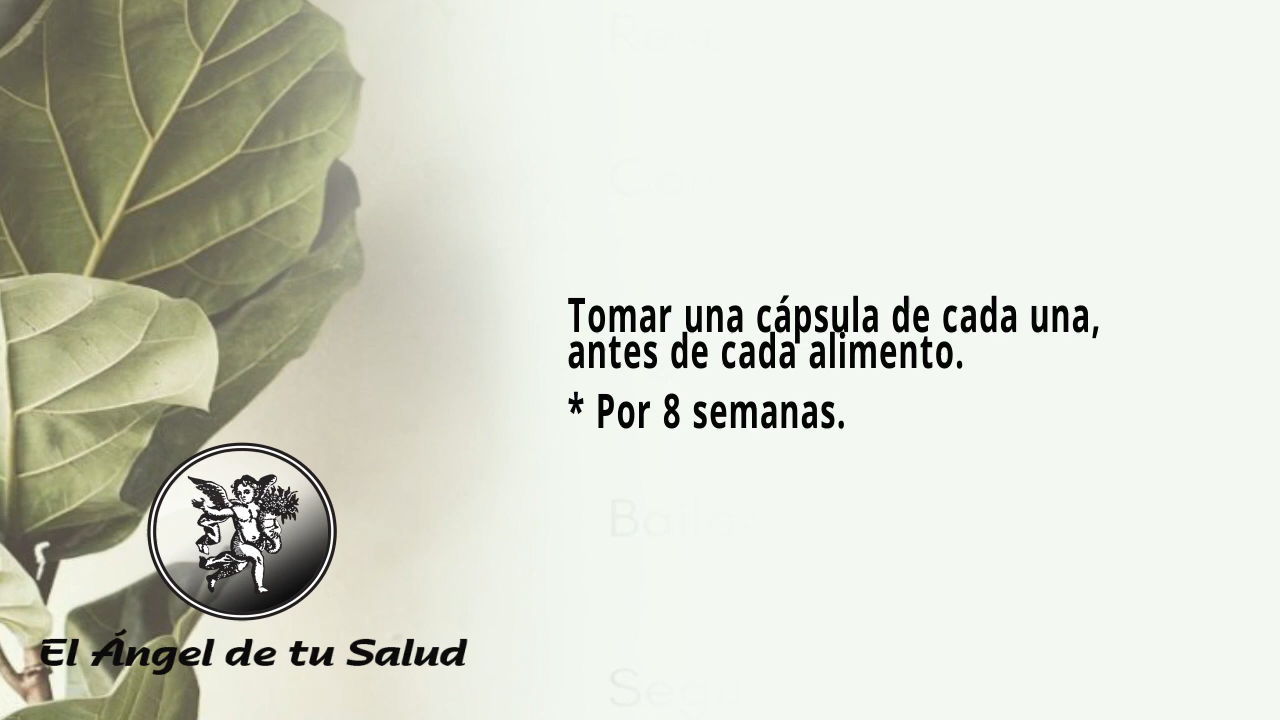 Tomar una cápsula de cada una,
antes de cada alimento.
* Por 8 semanas.
El Ángel de tu Salud